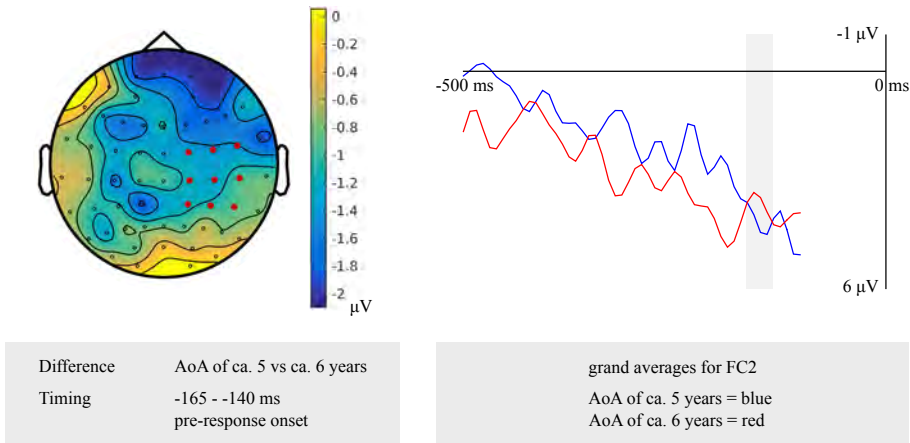 0
-0.2
-0.4
-0.6
-0.8
-1
-1.2
-1.4
-1.6
-1.8
-2
μV
-1 μV
-500 ms
0 ms
6 μV
Difference AoA of ca. 5 vs ca. 6 years
Timing -165 - -140 ms
pre-response onset
grand averages for FC2
AoA of ca. 5 years = blue
AoA of ca. 6 years = red